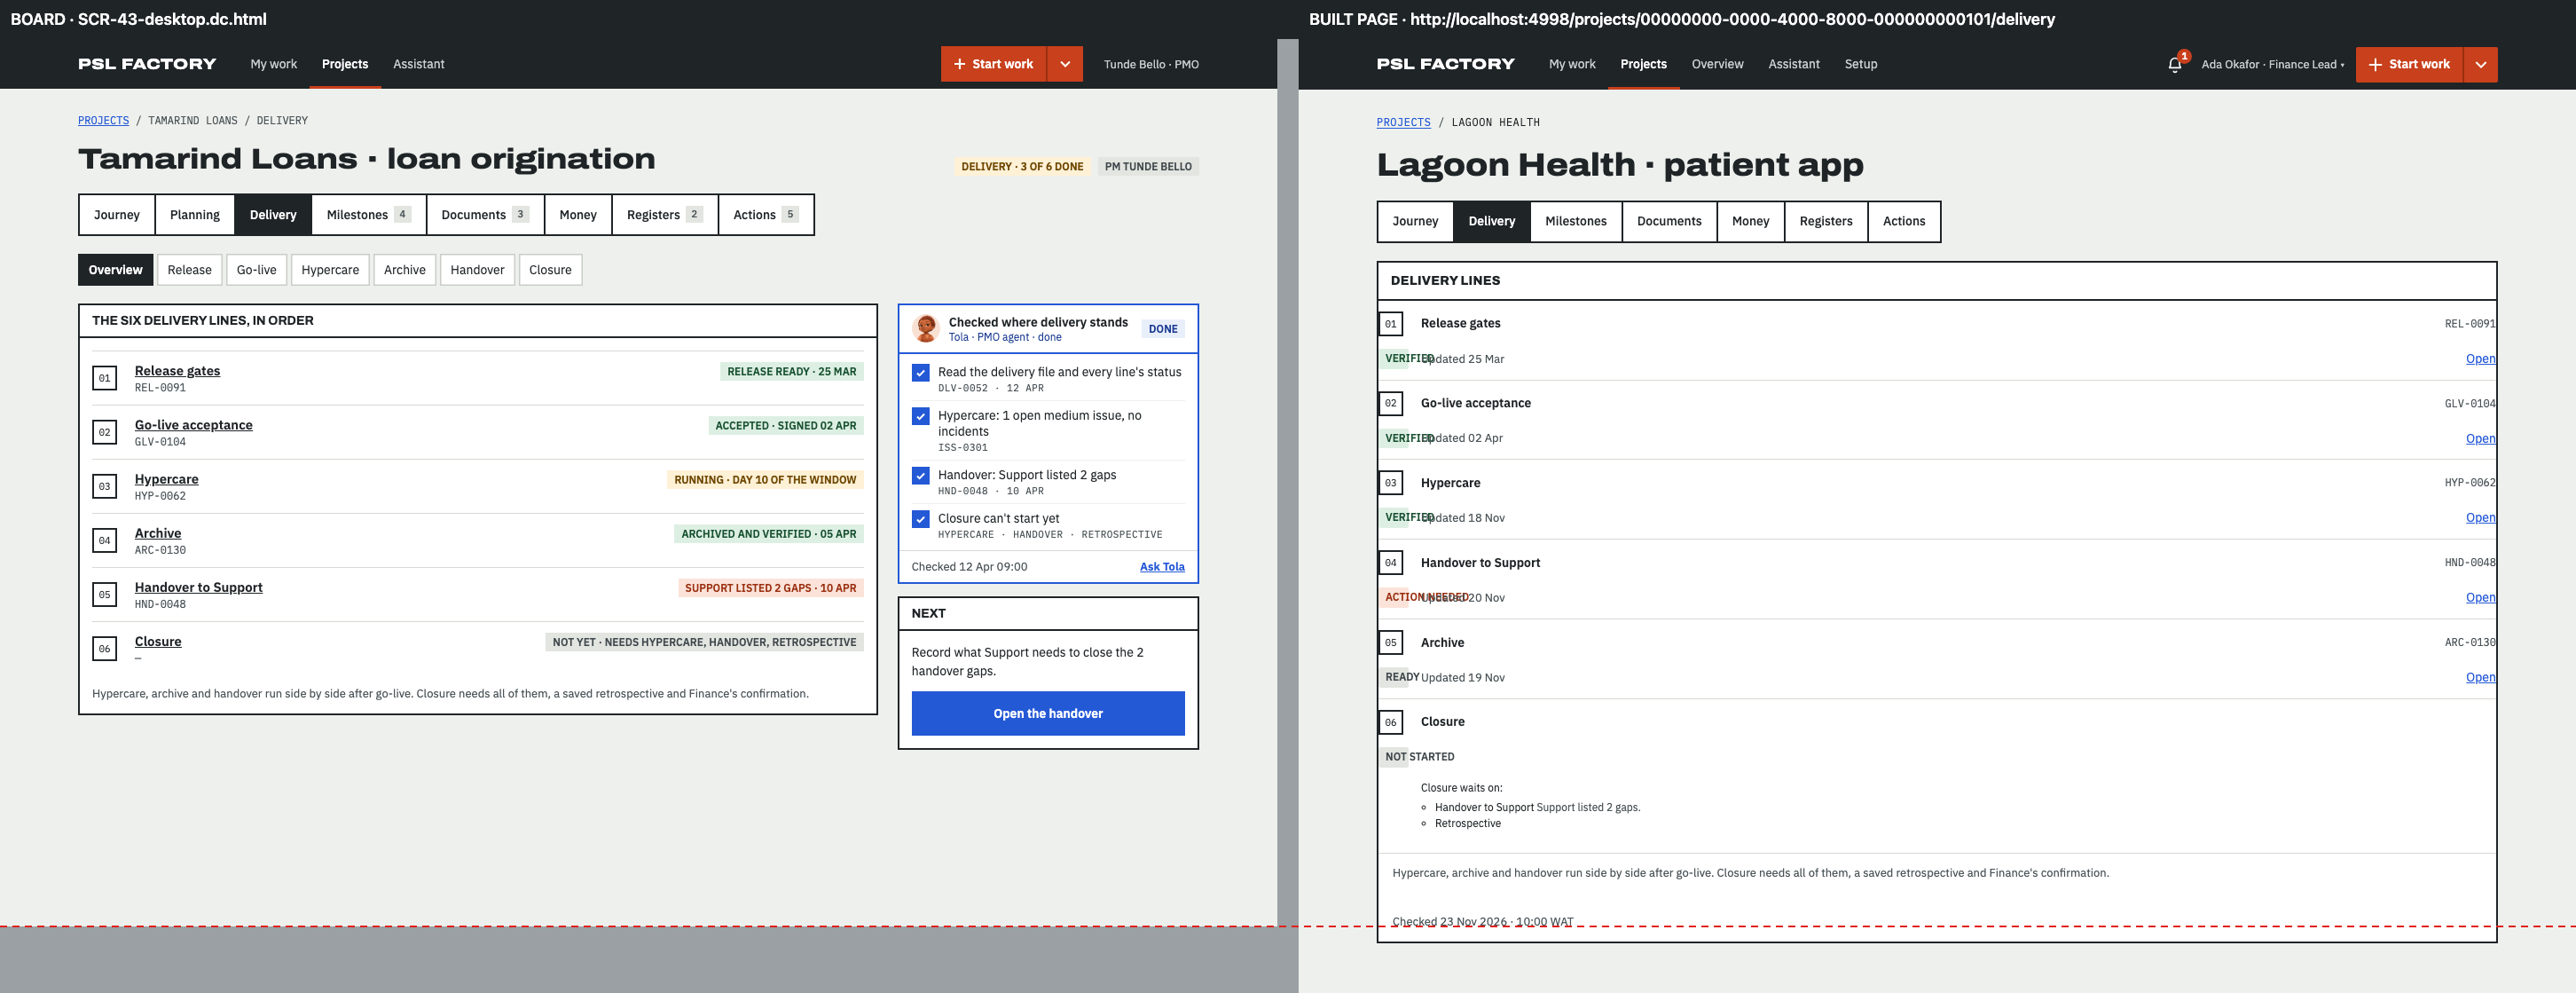 BOARD · SCR-43-desktop.dc.html
PSL FACTORY My work Projects Assistant + Start work Tunde Bello · PMO
PROJECTS / TAMARIND LOANS / DELIVERY
Tamarind Loans · loan origination
DELIVERY · 3 OF 6 DONE PM TUNDE BELLO
Journey Planning Delivery Milestones 4 Documents 3 Money Registers 2 Actions 5
Overview Release Go-live Hypercare Archive Handover Closure
THE SIX DELIVERY LINES, IN ORDER
01 Release gates RELEASE READY · 25 MAR
REL-0091
02 Go-live acceptance ACCEPTED · SIGNED 02 APR
GLV-0104
03 Hypercare RUNNING · DAY 10 OF THE WINDOW
HYP-0062
04 Archive ARCHIVED AND VERIFIED · 05 APR
ARC-0130
05 Handover to Support SUPPORT LISTED 2 GAPS · 10 APR
HND-0048
06 Closure NOT YET · NEEDS HYPERCARE, HANDOVER, RETROSPECTIVE
—
Hypercare, archive and handover run side by side after go-live. Closure needs all of them, a saved retrospective and Finance's confirmation.
Checked where delivery stands DONE
Tola · PMO agent · done
Read the delivery file and every line's status
DLV-0052 · 12 APR
Hypercare: 1 open medium issue, no
incidents
ISS-0301
Handover: Support listed 2 gaps
HND-0048 · 10 APR
Closure can't start yet
HYPERCARE · HANDOVER · RETROSPECTIVE
Checked 12 Apr 09:00 Ask Tola
NEXT
Record what Support needs to close the 2
handover gaps.
Open the handover
BUILT PAGE · http://localhost:4998/projects/00000000-0000-4000-8000-000000000101/delivery
PSL FACTORY My work Projects Overview Assistant Setup 1 Ada Okafor · Finance Lead + Start work
PROJECTS / LAGOON HEALTH
Lagoon Health · patient app
Journey Delivery Milestones Documents Money Registers Actions
DELIVERY LINES
01 Release gates REL-0091
VERIFIED Updated 25 Mar Open
02 Go-live acceptance GLV-0104
VERIFIED Updated 02 Apr Open
03 Hypercare HYP-0062
VERIFIED Updated 18 Nov Open
04 Handover to Support HND-0048
ACTION NEEDED Updated 20 Nov Open
05 Archive ARC-0130
READY Updated 19 Nov Open
06 Closure
NOT STARTED
Closure waits on:
Handover to Support Support listed 2 gaps.
Retrospective
Hypercare, archive and handover run side by side after go-live. Closure needs all of them, a saved retrospective and Finance's confirmation.
Checked 23 Nov 2026 · 10:00 WAT